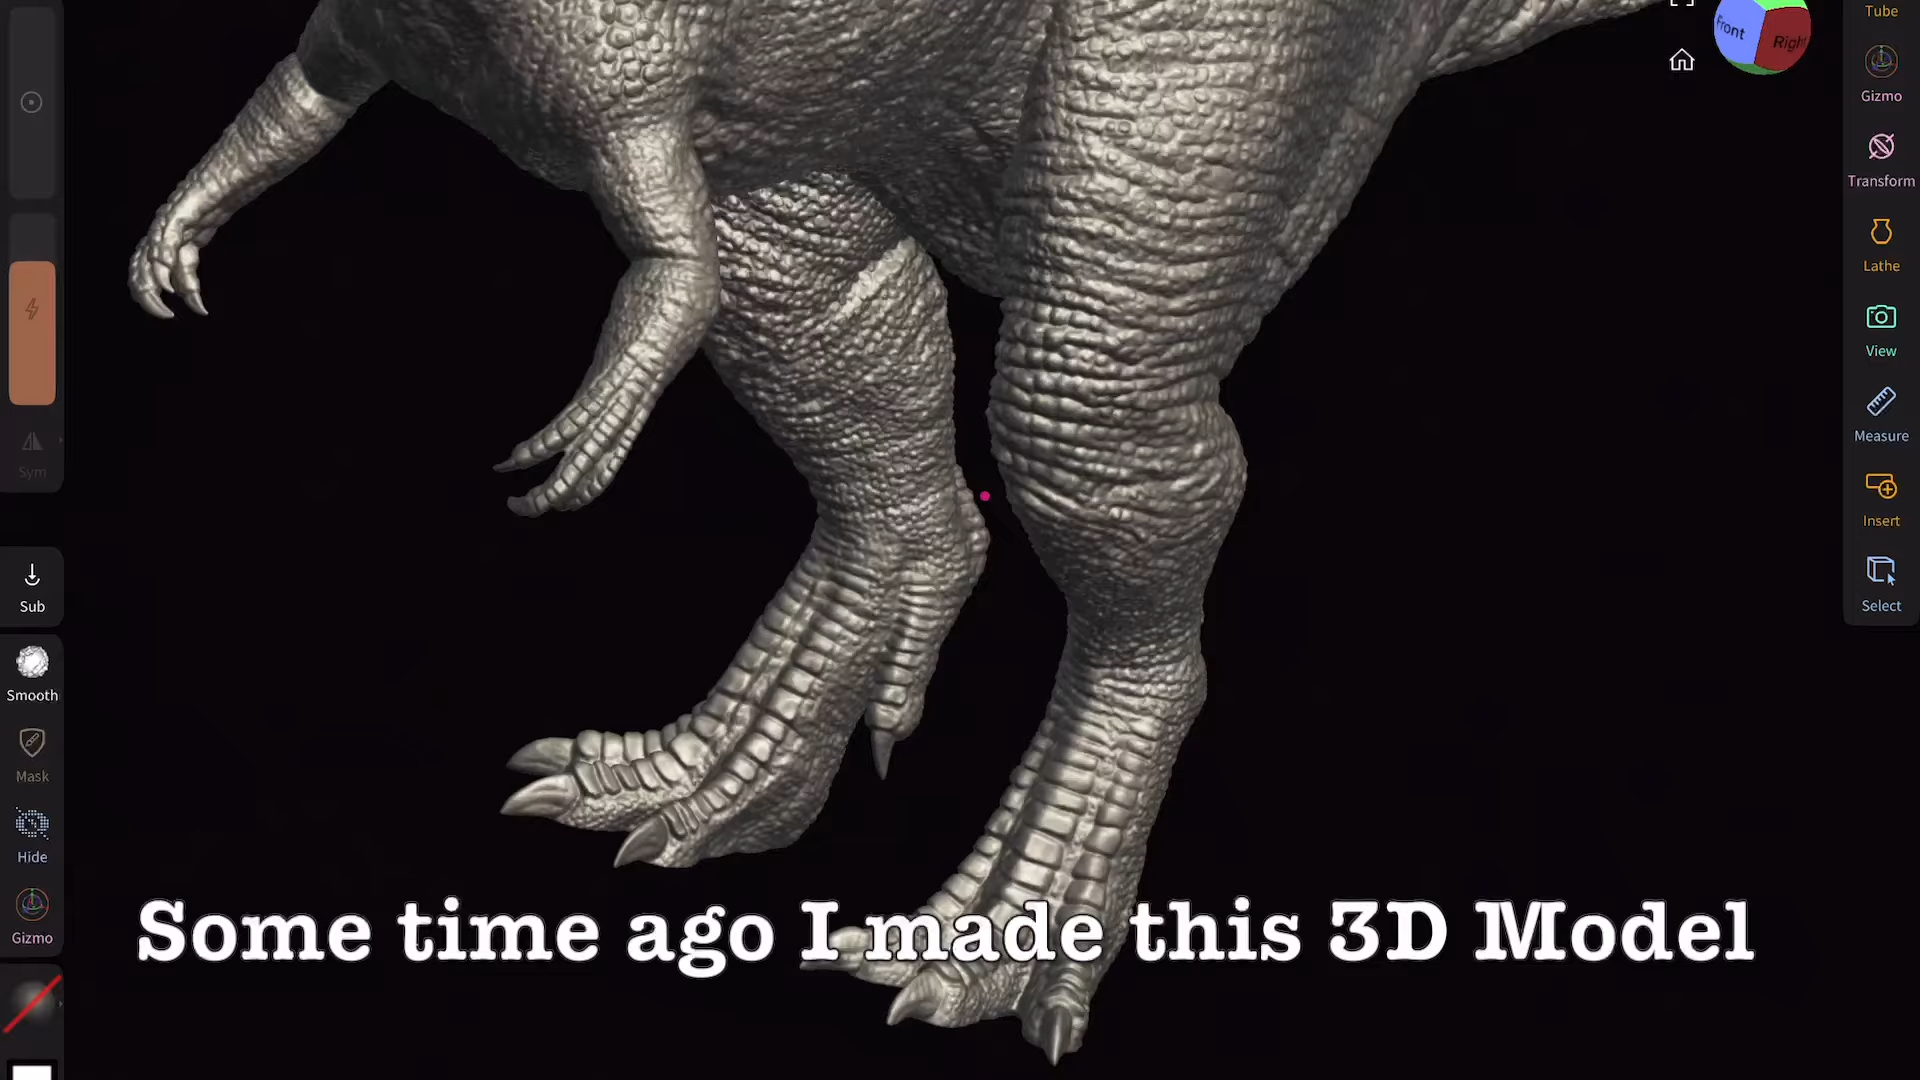 Tube
Front
Right
Gizmo
Transform
Lathe
View
Measure
Sym
Insert
Sub
Select
Smooth
Mask
Hide
Gizmo
Some time ago I made this 3D Model